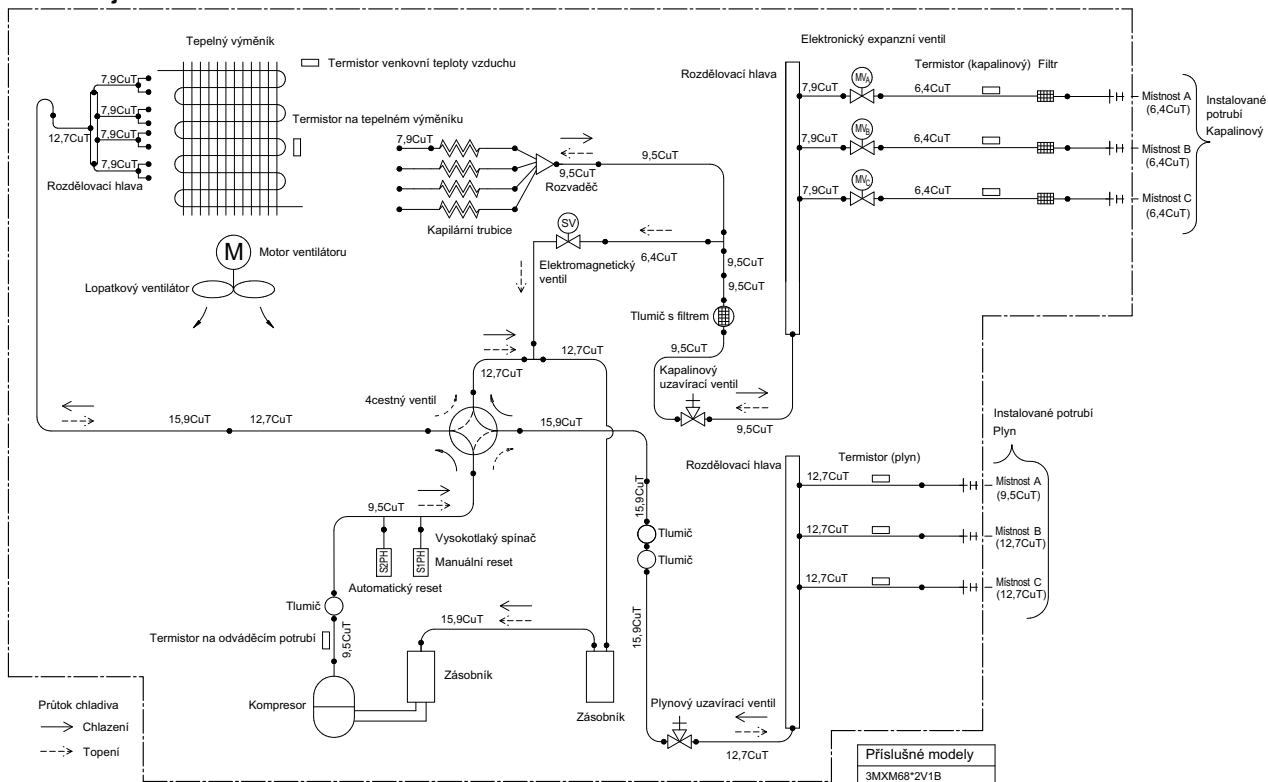 Tepelný výměník
Termistor venkovní teploty vzduchu
7,9CuT
7,9CuT
7,9CuT
7,9CuT
12,7CuT
Rozdělovací hlava
Termistor na tepelném výměníku
7,9CuT
Kapilární trubice
9,5CuT
Rozvaděč
9,5CuT
M
Motor ventilátoru
Lopatkový ventilátor
SV
Elektromagnetický
ventil
6,4CuT
9,5CuT
9,5CuT
Tlumič s filtrem
9,5CuT
Kapalinový
uzavírací ventil
9,5CuT
Elektronický expanzní ventil
Rozdělovací hlava
Termistor (kapalinový)
Filtr
7,9CuT
MVA
6,4CuT
Místnost A
(6,4CuT)
7,9CuT
MVB
6,4CuT
Místnost B
(6,4CuT)
7,9CuT
MVC
6,4CuT
Místnost C
(6,4CuT)
Instalované
potrubí
Kapalinový
12,7CuT
12,7CuT
4cestný ventil
15,9CuT
12,7CuT
15,9CuT
9,5CuT
S2PH
S1PH
Vysokotlaký spínač
Manuální reset
Automatický reset
Tlumič
Termistor na odváděcím potrubí
9,5CuT
Kompresor
15,9CuT
Zásobník
Zásobník
15,9CuT
Tlumič
Tlumič
15,9CuT
Plynový uzavírací ventil
12,7CuT
Rozdělovací hlava
Termistor (plyn)
Instalované potrubí
Plyn
12,7CuT
Místnost A
(9,5CuT)
12,7CuT
Místnost B
(12,7CuT)
12,7CuT
Místnost C
(12,7CuT)
Průtok chladiva
Chlazení
Topení
Příslušné modely
3MXM68*2V1B